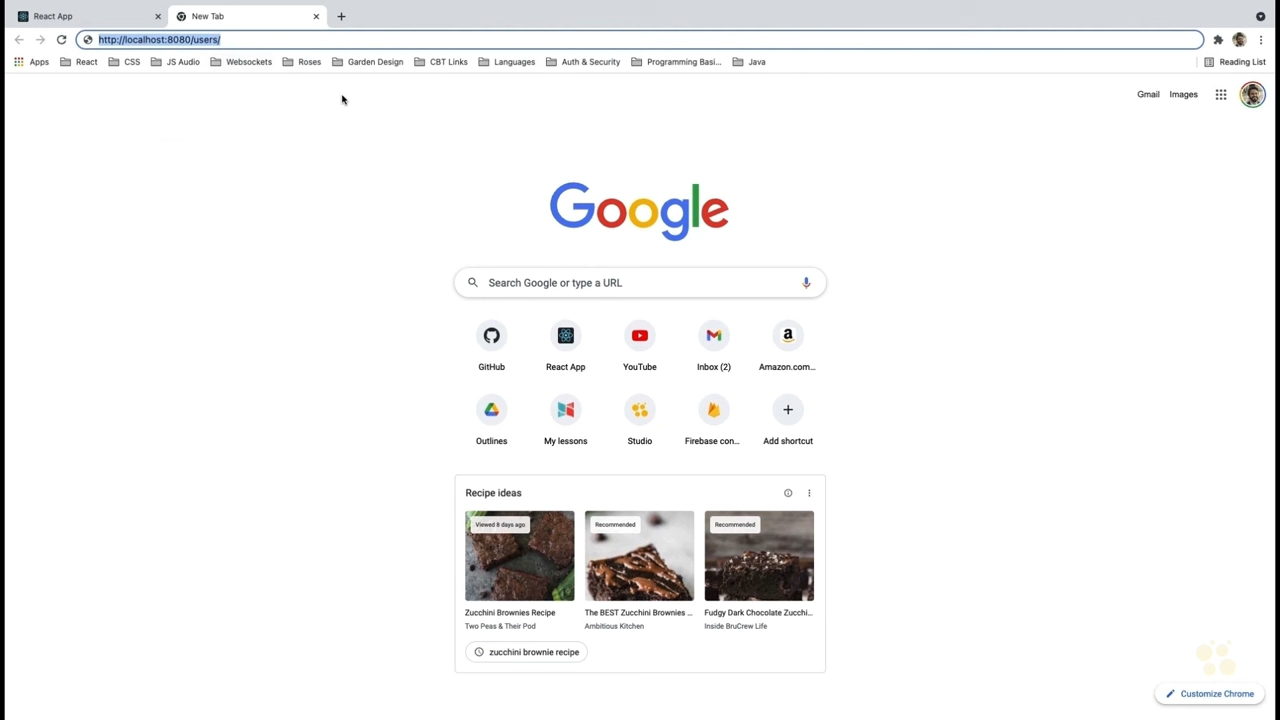 React App
New Tab
http://localhost:8080/users/
Apps
React
CSS
JS Audio
Websockets
Roses
Garden Design
CBT Links
Languages
Auth & Security
Programming Basi...
Java
Reading List
Gmail
Images
Google
Search Google or type a URL
GitHub
React App
YouTube
Inbox (2)
Amazon.com...
Outlines
My lessons
Studio
Firebase con...
Add shortcut
Recipe ideas
Viewed 8 days ago
Recommended
Recommended
Zucchini Brownies Recipe
The BEST Zucchini Brownies ...
Fudgy Dark Chocolate Zucchi...
Two Peas & Their Pod
Ambitious Kitchen
Inside BruCrew Life
zucchini brownie recipe
Customize Chrome